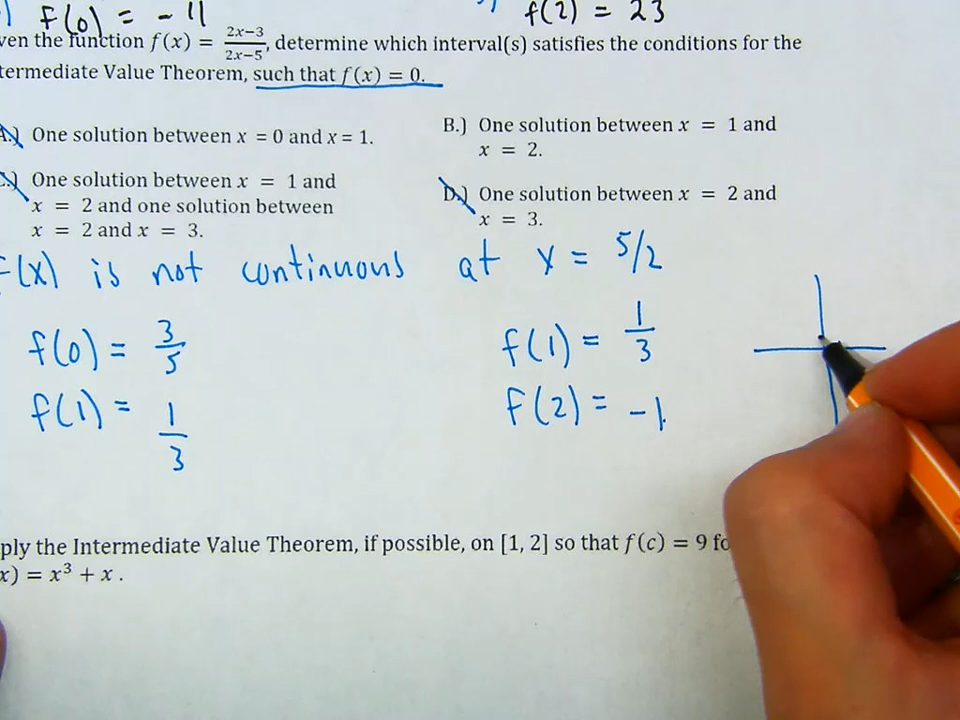 f(0) = -11
f(2) = 23
ven the function f(x) = \frac{2x-3}{2x-5}, determine which interval(s) satisfies the conditions for the
termediate Value Theorem, such that f(x) = 0.
A.) One solution between x = 0 and x = 1.
B.) One solution between x = 1 and
x = 2.
C.) One solution between x = 1 and
x = 2 and one solution between
x = 2 and x = 3.
D.) One solution between x = 2 and
x = 3.
f(x) is not continuous at x = 5/2
f(0) = 3/5
f(1) = 1/3
f(1) = 1/3
f(2) = -1
ply the Intermediate Value Theorem, if possible, on [1, 2] so that f(c) = 9
x) = x³ + x .